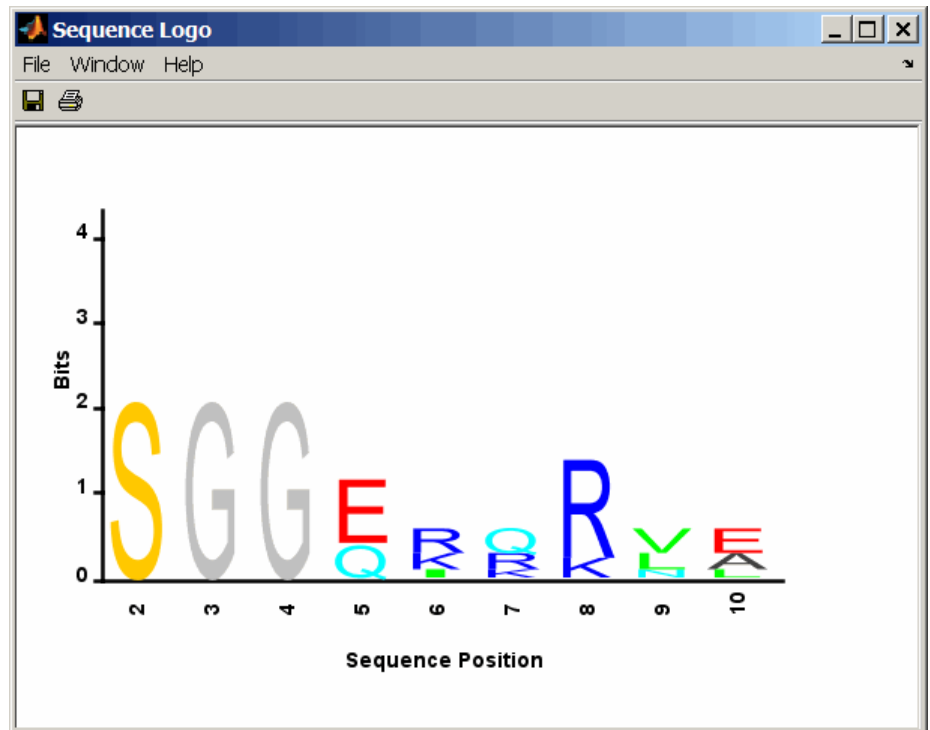 Sequence Logo
File Window Help
4
3
2
1
0
Bits
S G G E R Q R V E
Q K R K L A
I K N L
2 3 4 5 6 7 8 9 10
Sequence Position